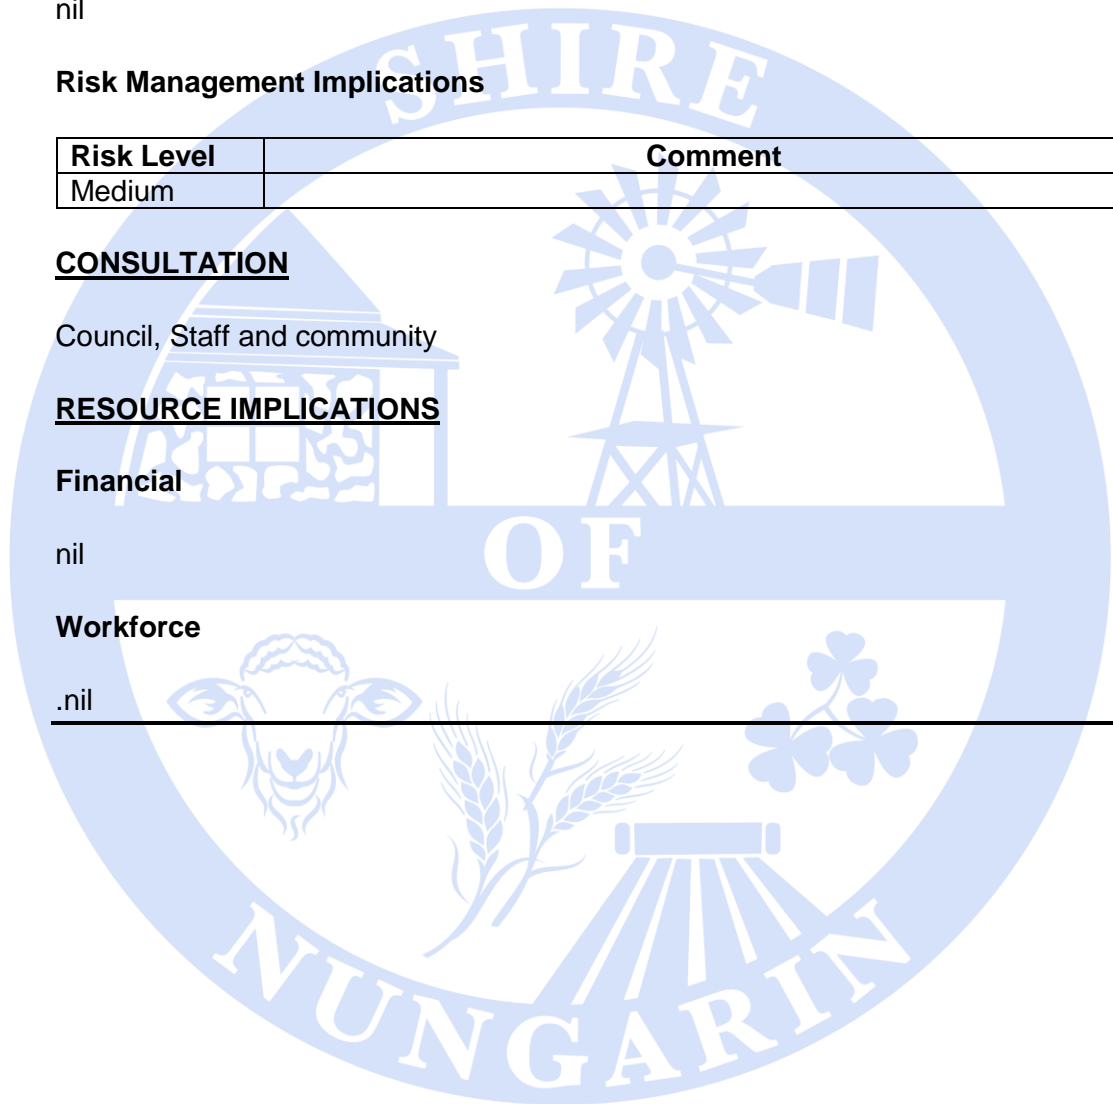 nil
Risk Management Implications
Risk Level Comment
Medium
CONSULTATION
Council, Staff and community
RESOURCE IMPLICATIONS
Financial
nil
Workforce
.nil
SHIRE
OF
NUNGARIN